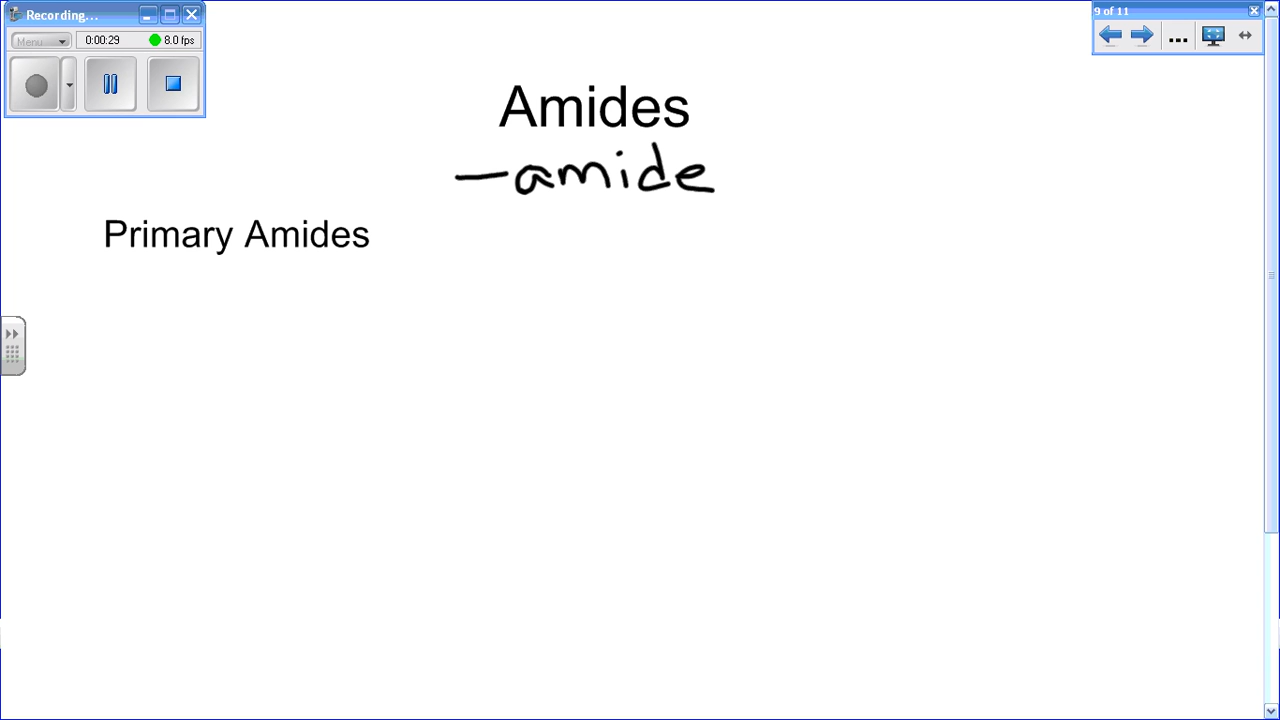 Recording...
9 of 11
Menu
0:00:29
8.0 fps
...
Amides
-amide
Primary Amides